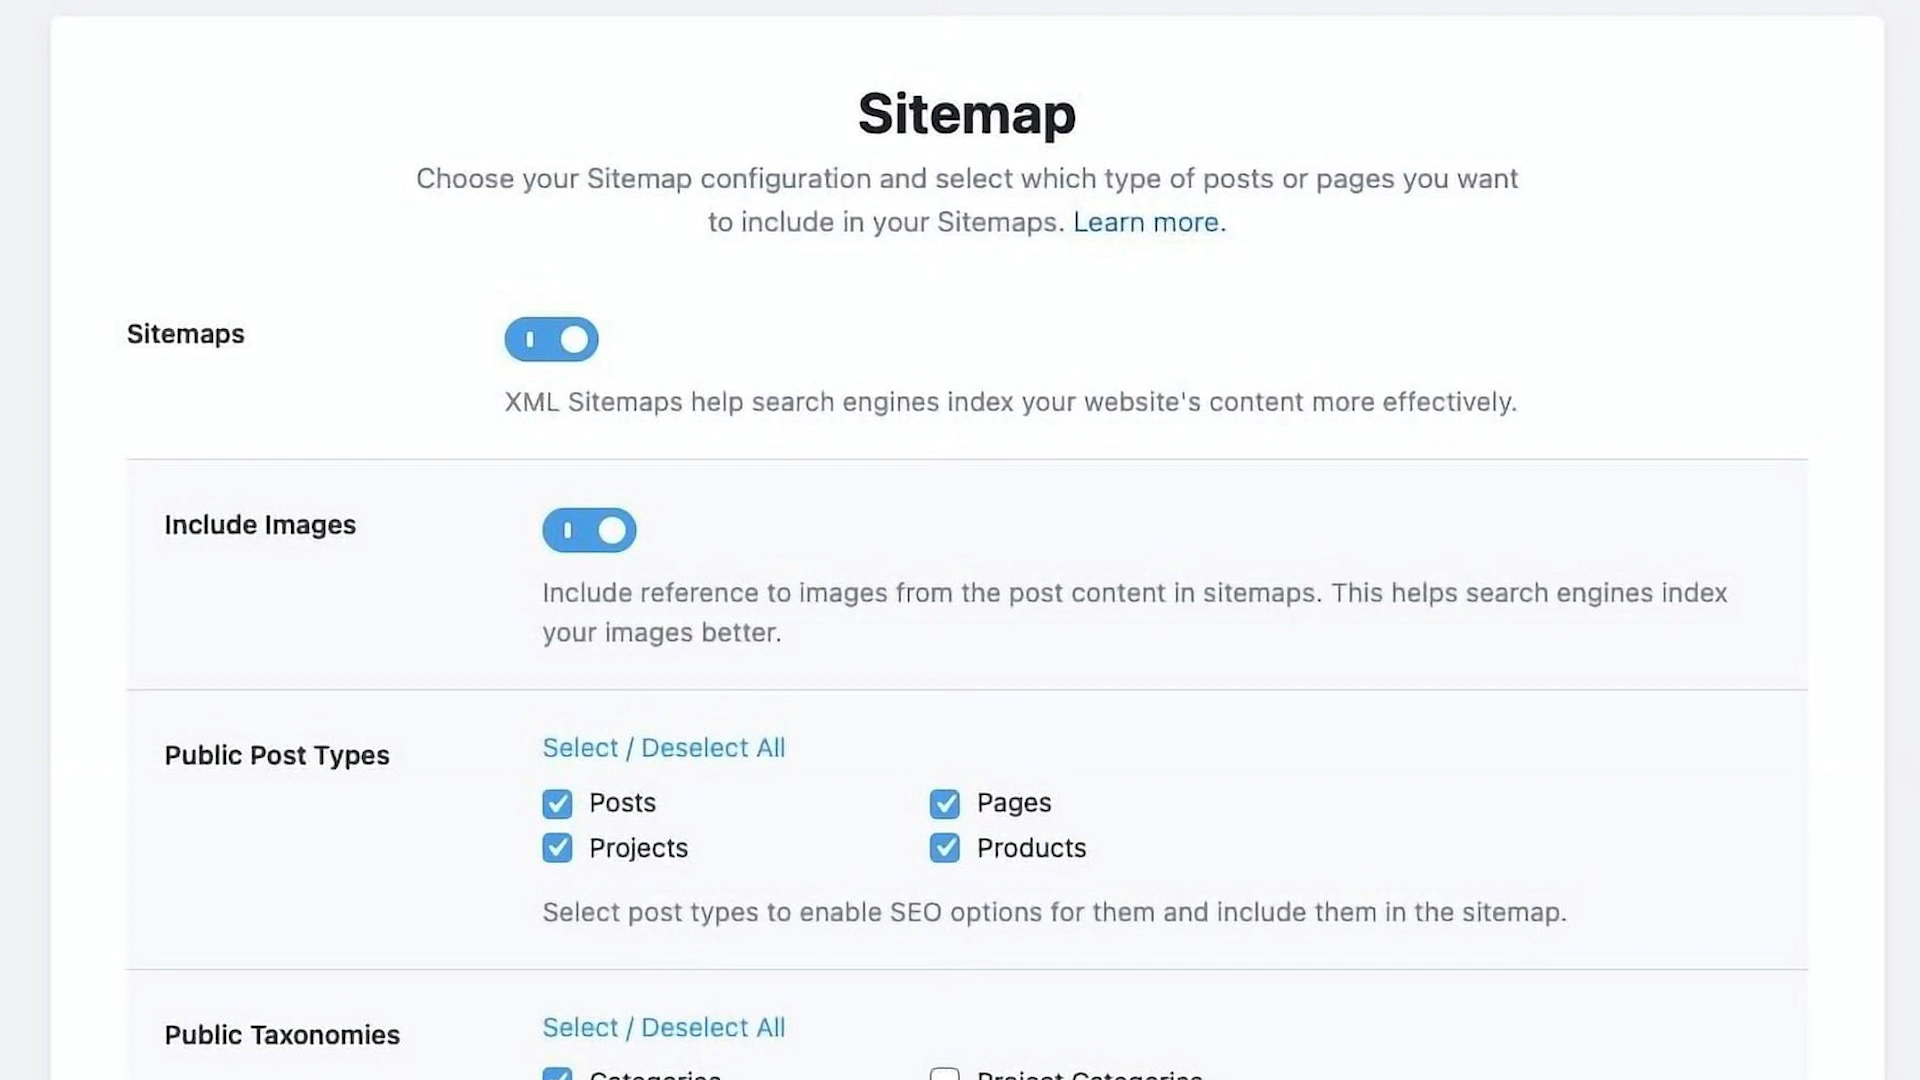 Sitemap
Choose your Sitemap configuration and select which type of posts or pages you want
to include in your Sitemaps. Learn more.
Sitemaps
XML Sitemaps help search engines index your website's content more effectively.
Include Images
Include reference to images from the post content in sitemaps. This helps search engines index
your images better.
Public Post Types
Select / Deselect All
Posts Pages
Projects Products
Select post types to enable SEO options for them and include them in the sitemap.
Public Taxonomies
Select / Deselect All
Categories Project Categories